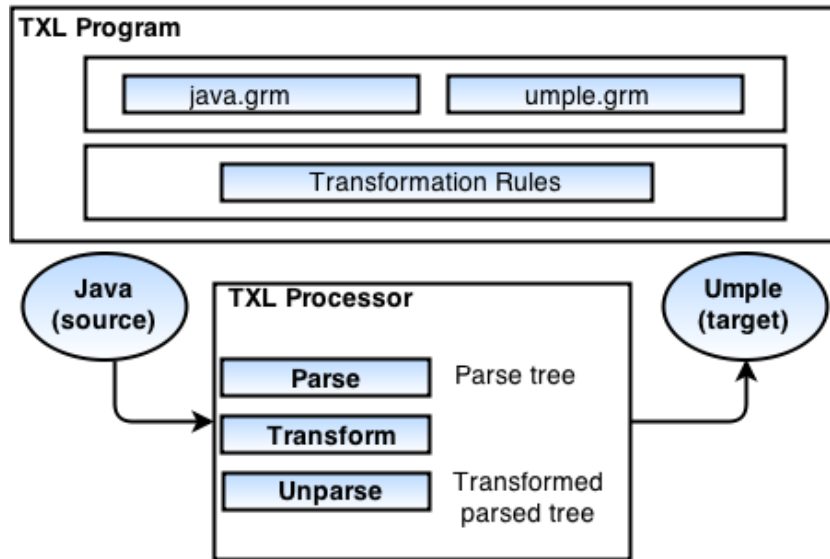 TXL Program
java.grm
umple.grm
Transformation Rules
Java
(source)
TXL Processor
Umple
(target)
Parse
Parse tree
Transform
Unparse
Transformed
parsed tree